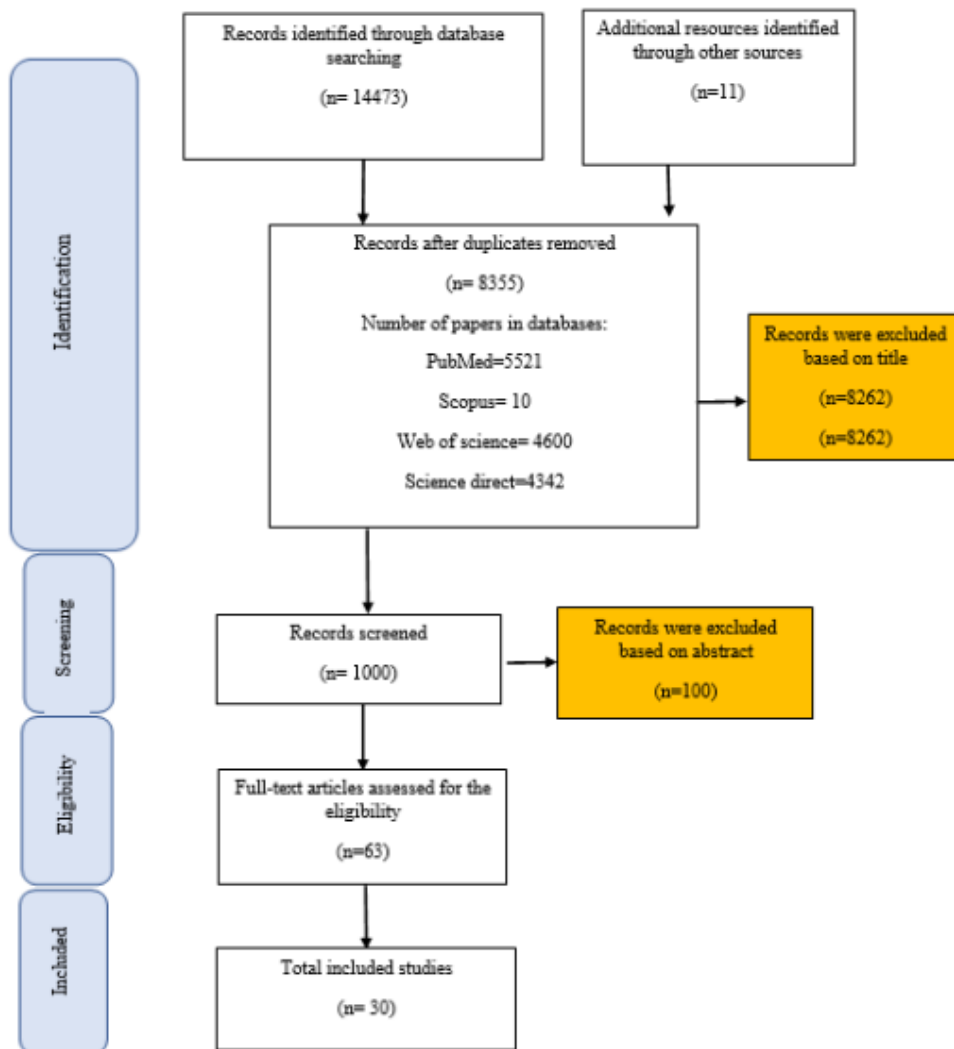 Records identified through database
searching
(n= 14473)
Additional resources identified
through other sources
(n=11)
Identification
Records after duplicates removed
(n= 8355)
Number of papers in databases:
PubMed=5521
Scopus= 10
Web of science= 4600
Science direct=4342
Records were excluded
based on title
(n=8262)
(n=8262)
Screening
Records screened
(n= 1000)
Records were excluded
based on abstract
(n=100)
Eligibility
Full-text articles assessed for the
eligibility
(n=63)
Included
Total included studies
(n= 30)